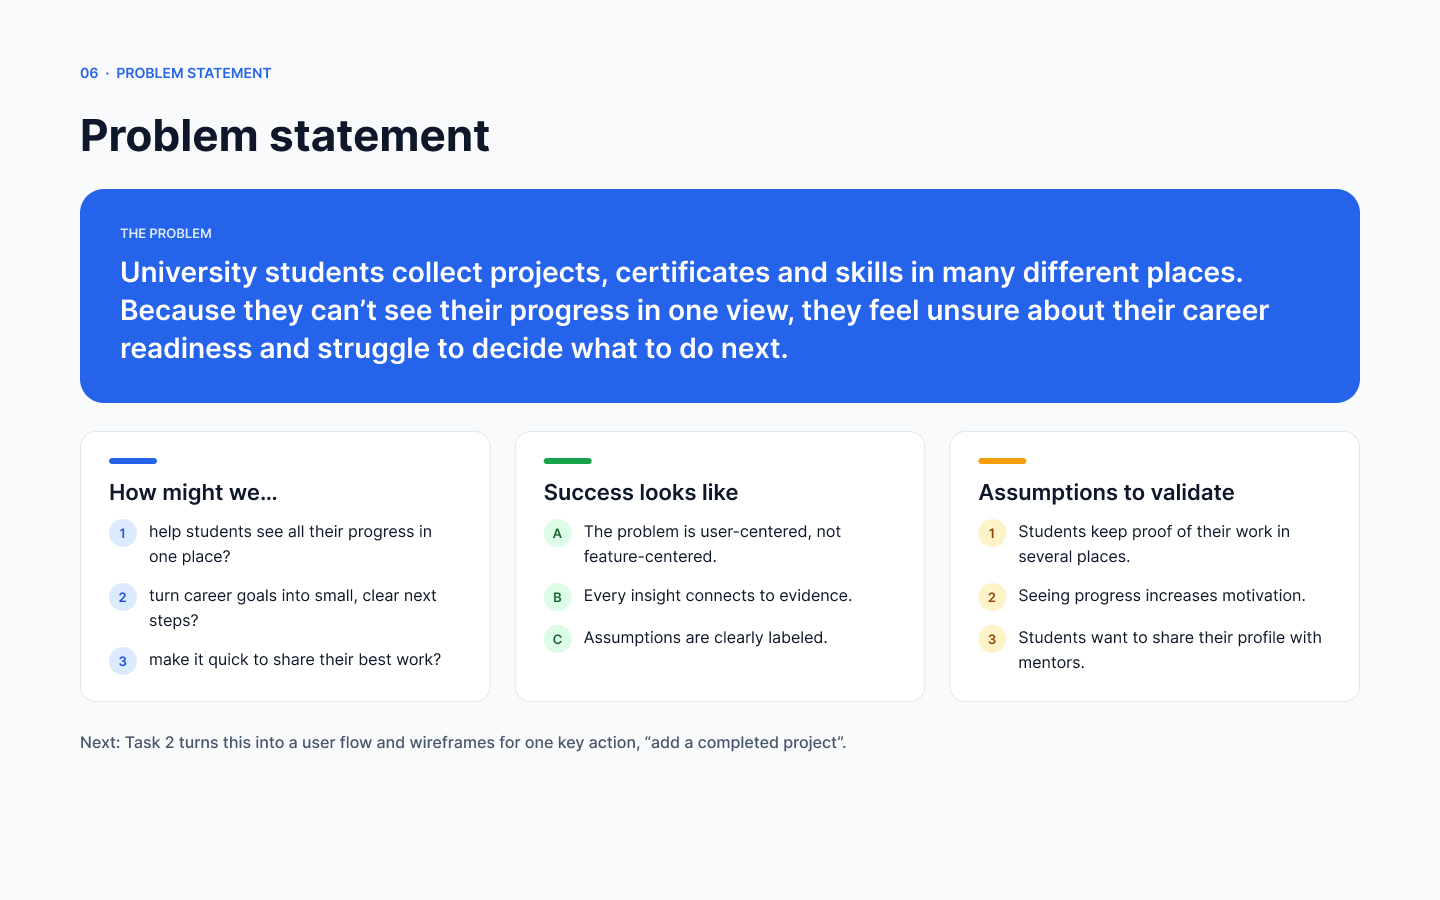 06 · PROBLEM STATEMENT
Problem statement
THE PROBLEM
University students collect projects, certificates and skills in many different places.
Because they can’t see their progress in one view, they feel unsure about their career
readiness and struggle to decide what to do next.
How might we...
1 help students see all their progress in
one place?
2 turn career goals into small, clear next
steps?
3 make it quick to share their best work?
Success looks like
A The problem is user-centered, not
feature-centered.
B Every insight connects to evidence.
C Assumptions are clearly labeled.
Assumptions to validate
1 Students keep proof of their work in
several places.
2 Seeing progress increases motivation.
3 Students want to share their profile with
mentors.
Next: Task 2 turns this into a user flow and wireframes for one key action, “add a completed project”.